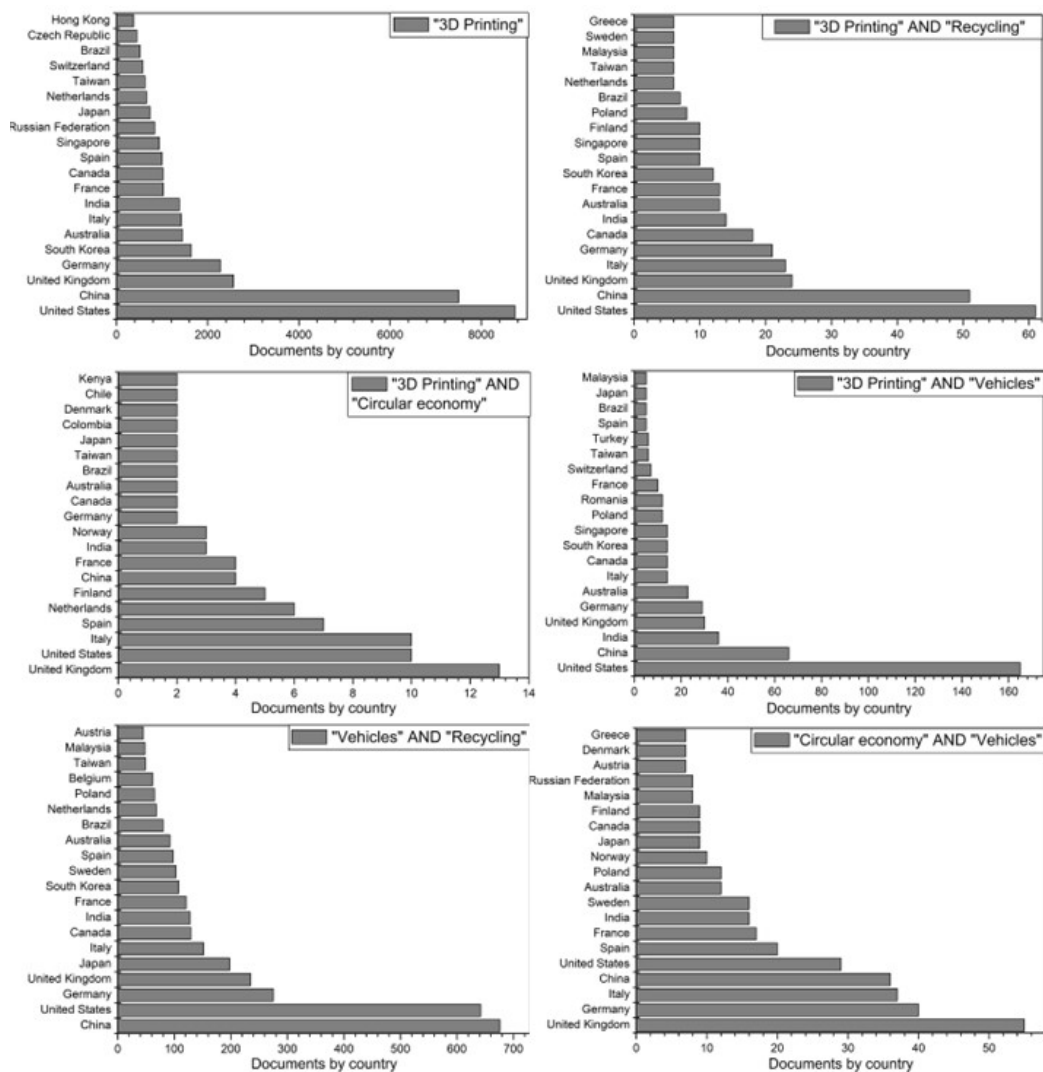 "3D Printing"
Hong Kong
Czech Republic
Brazil
Switzerland
Taiwan
Netherlands
Japan
Russian Federation
Singapore
Spain
Canada
France
India
Italy
Australia
South Korea
Germany
United Kingdom
China
United States
0 2000 4000 6000 8000
Documents by country
"3D Printing" AND "Recycling"
Greece
Sweden
Malaysia
Taiwan
Netherlands
Brazil
Poland
Finland
Singapore
Spain
South Korea
France
Australia
India
Canada
Germany
Italy
United Kingdom
China
United States
0 10 20 30 40 50 60
Documents by country
"3D Printing" AND
"Circular economy"
Kenya
Chile
Denmark
Colombia
Japan
Taiwan
Brazil
Australia
Canada
Germany
Norway
India
France
China
Finland
Netherlands
Spain
Italy
United States
United Kingdom
0 2 4 6 8 10 12 14
Documents by country
"3D Printing" AND "Vehicles"
Malaysia
Japan
Brazil
Spain
Turkey
Taiwan
Switzerland
France
Romania
Poland
Singapore
South Korea
Canada
Italy
Australia
Germany
United Kingdom
India
China
United States
0 20 40 60 80 100 120 140 160
Documents by country
"Vehicles" AND "Recycling"
Austria
Malaysia
Taiwan
Belgium
Poland
Netherlands
Brazil
Australia
Spain
Sweden
South Korea
France
India
Canada
Italy
Japan
United Kingdom
Germany
United States
China
0 100 200 300 400 500 600 700
Documents by country
"Circular economy" AND "Vehicles"
Greece
Denmark
Austria
Russian Federation
Malaysia
Finland
Canada
Japan
Norway
Poland
Australia
Sweden
India
France
Spain
United States
China
Italy
Germany
United Kingdom
0 10 20 30 40 50
Documents by country